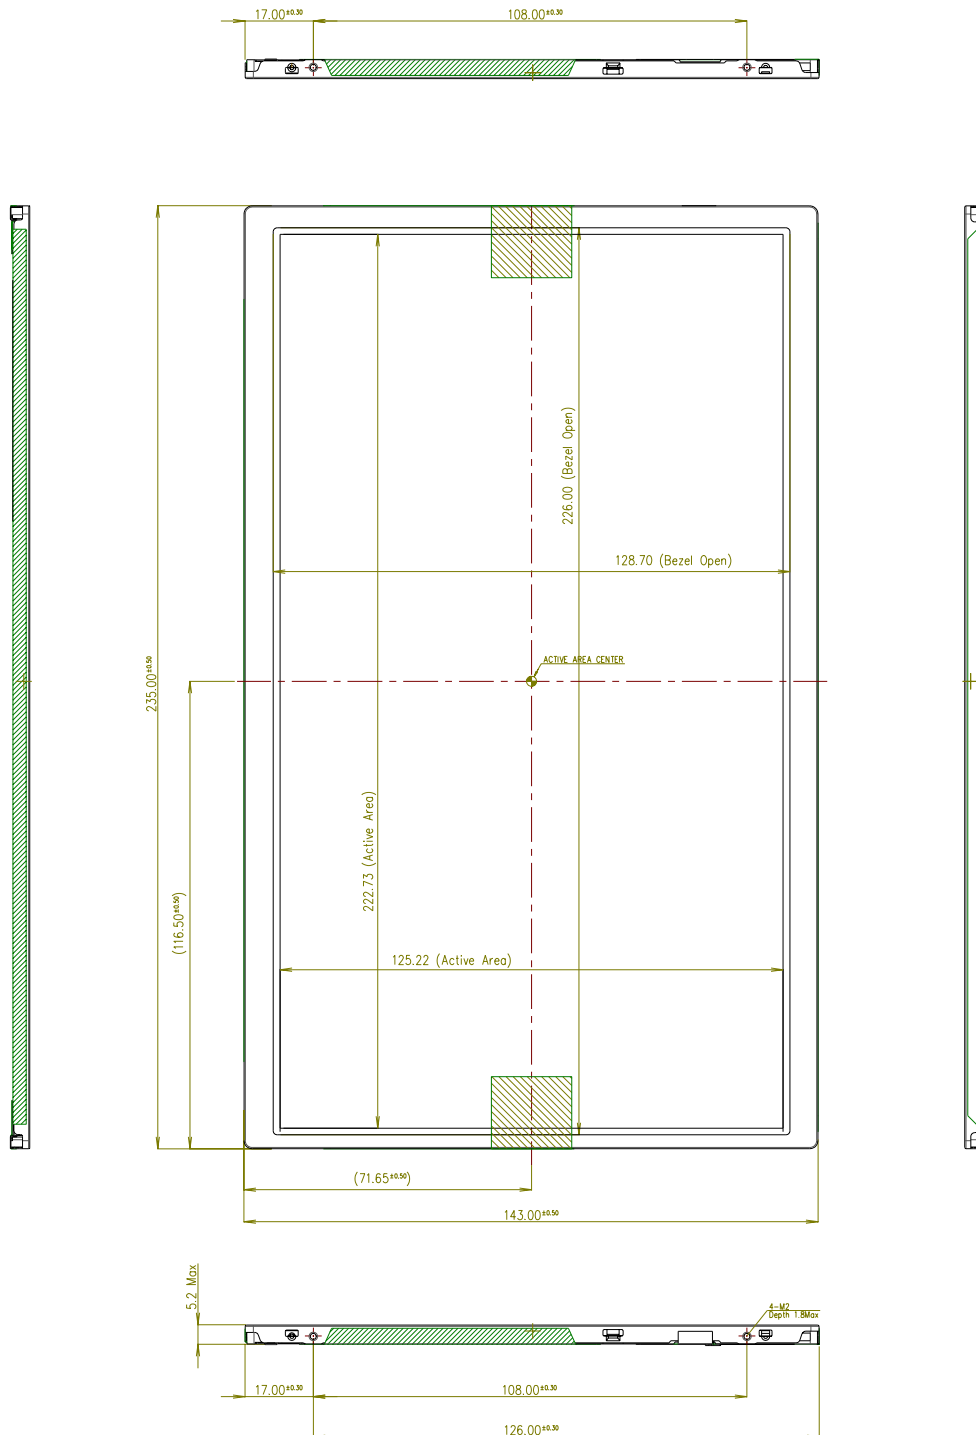 17.00±0.30
108.00±0.30
226.00 (Bezel Open)
128.70 (Bezel Open)
ACTIVE AREA CENTER
235.00±0.50
222.73 (Active Area)
(116.50±0.50)
125.22 (Active Area)
(71.65±0.50)
143.00±0.50
5.2 Max
4-M2
Depth 1.8Max
17.00±0.30
108.00±0.30
126.00±0.30